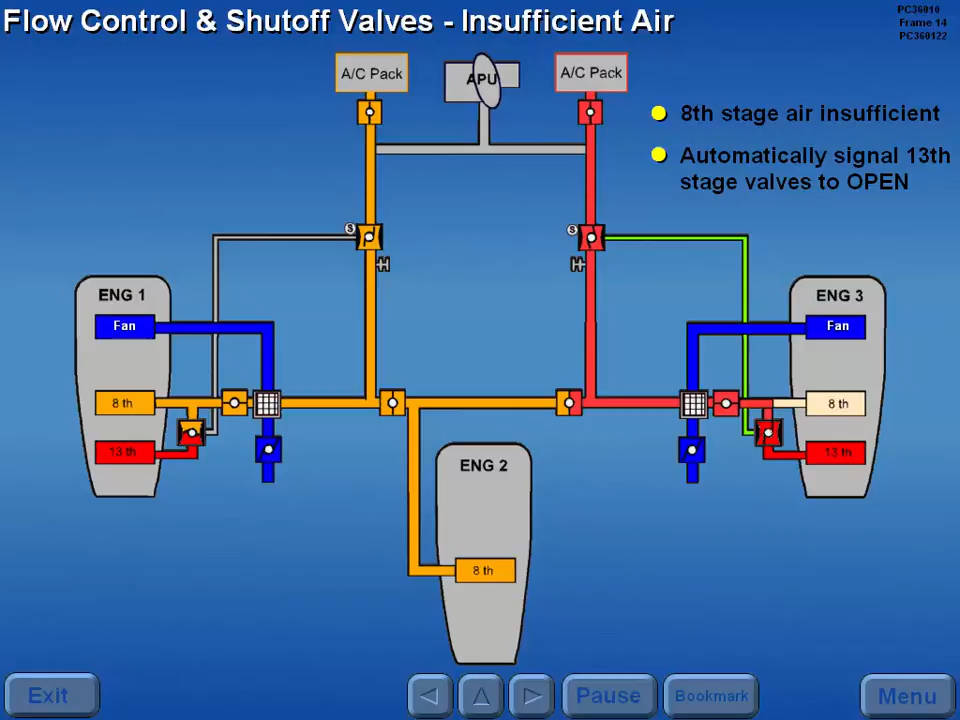 Flow Control & Shutoff Valves - Insufficient Air
PC36010
Frame 14
PC360122
A/C Pack
APU
A/C Pack
8th stage air insufficient
Automatically signal 13th
stage valves to OPEN
S
S
H
H
ENG 1
ENG 3
Fan
Fan
8 th
8 th
13 th
13 th
ENG 2
8 th
Exit
Pause
Bookmark
Menu